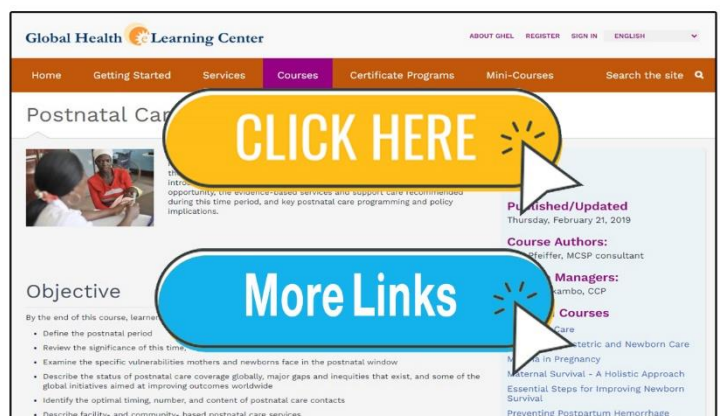 Global Health eLearning Center
ABOUT GHEL REGISTER SIGN IN ENGLISH
Home Getting Started Services Courses Certificate Programs Mini-Courses Search the site
Postnatal Car
CLICK HERE
opportunity, the evidence-based services and support care recommended
during this time period, and key postnatal care programming and policy
implications.
Published/Updated
Thursday, February 21, 2019
Course Authors:
Pfeiffer, MCSP consultant
Managers:
kambo, CCP
Courses
Care
and Newborn Care
in Pregnancy
Maternal Survival - A Holistic Approach
Essential Steps for Improving Newborn
Survival
Preventing Postpartum Hemorrhage
More Links
Objective
By the end of this course, learner
• Define the postnatal period
• Review the significance of this time,
• Examine the specific vulnerabilities mothers and newborns face in the postnatal window
• Describe the status of postnatal care coverage globally, major gaps and inequities that exist, and some of the
global initiatives aimed at improving outcomes worldwide
• Identify the optimal timing, number, and content of postnatal care contacts
• Describe facility- and community- based postnatal care services